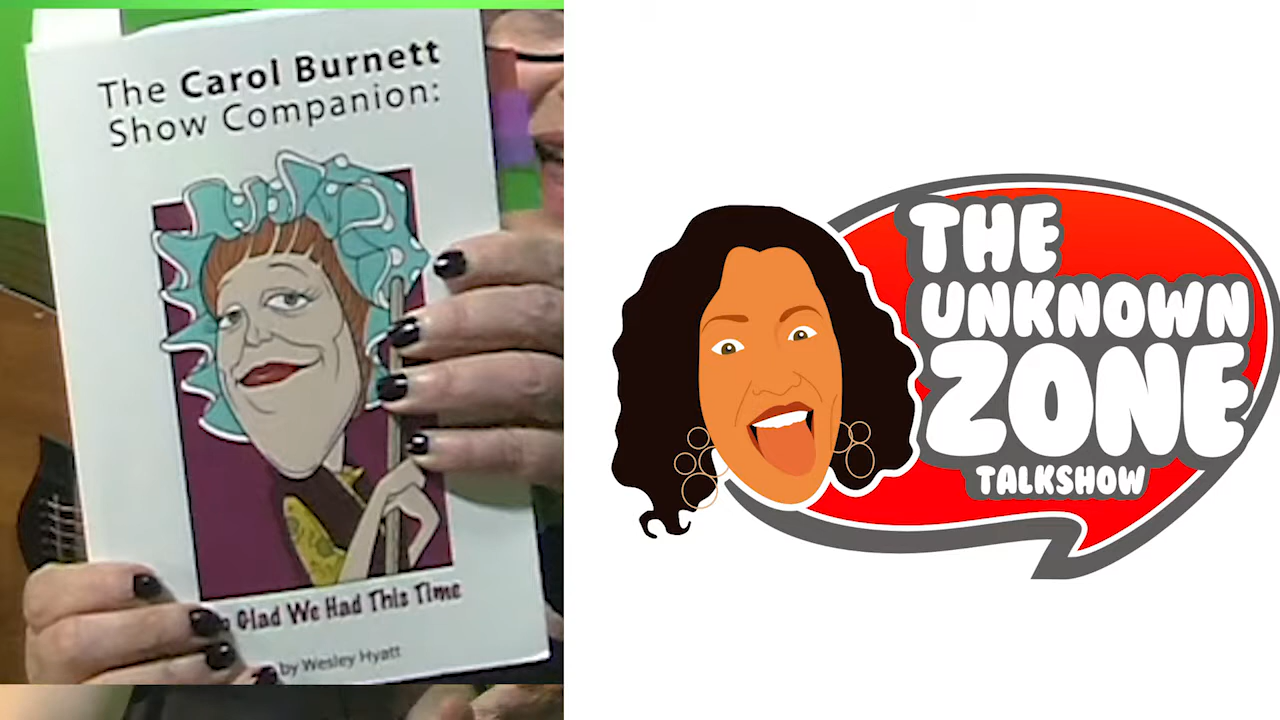 The Carol Burnett
Show Companion:
Glad We Had This Time
by Wesley Hyatt
THE
UNKNOWN
ZONE
TALKSHOW